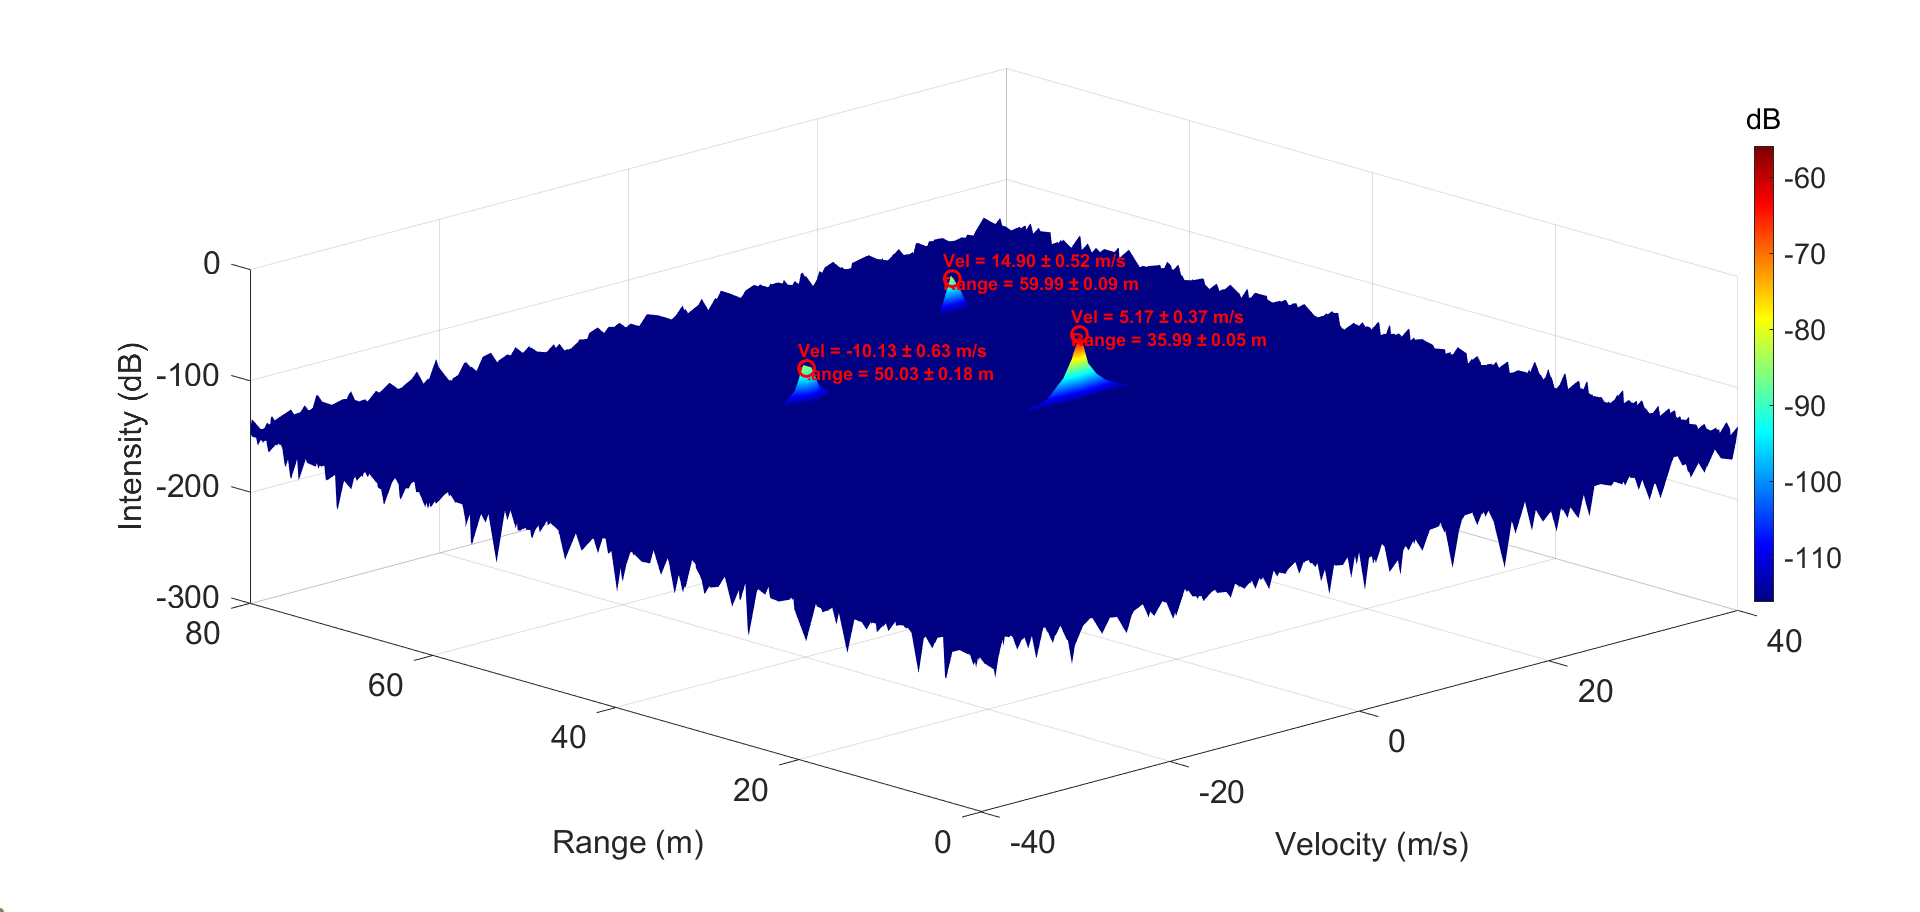 dB
-60
-70
-80
-90
-100
-110
Vel = 14.90 ± 0.52 m/s
Range = 59.99 ± 0.09 m
Vel = 5.17 ± 0.37 m/s
Range = 35.99 ± 0.05 m
Vel = -10.13 ± 0.63 m/s
Range = 50.03 ± 0.18 m
Intensity (dB)
0
-100
-200
-300
80
60
40
20
0
Range (m)
-40
-20
0
20
40
Velocity (m/s)